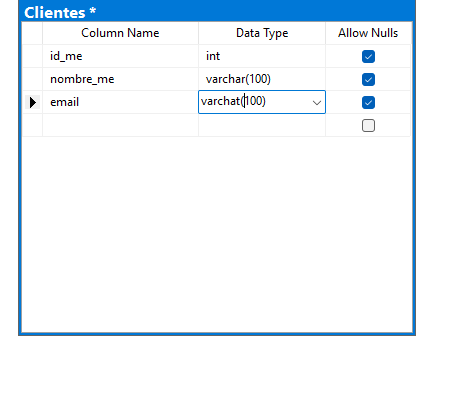 Clientes *
Column Name Data Type Allow Nulls
id_me int
nombre_me varchar(100)
email varchat(100)